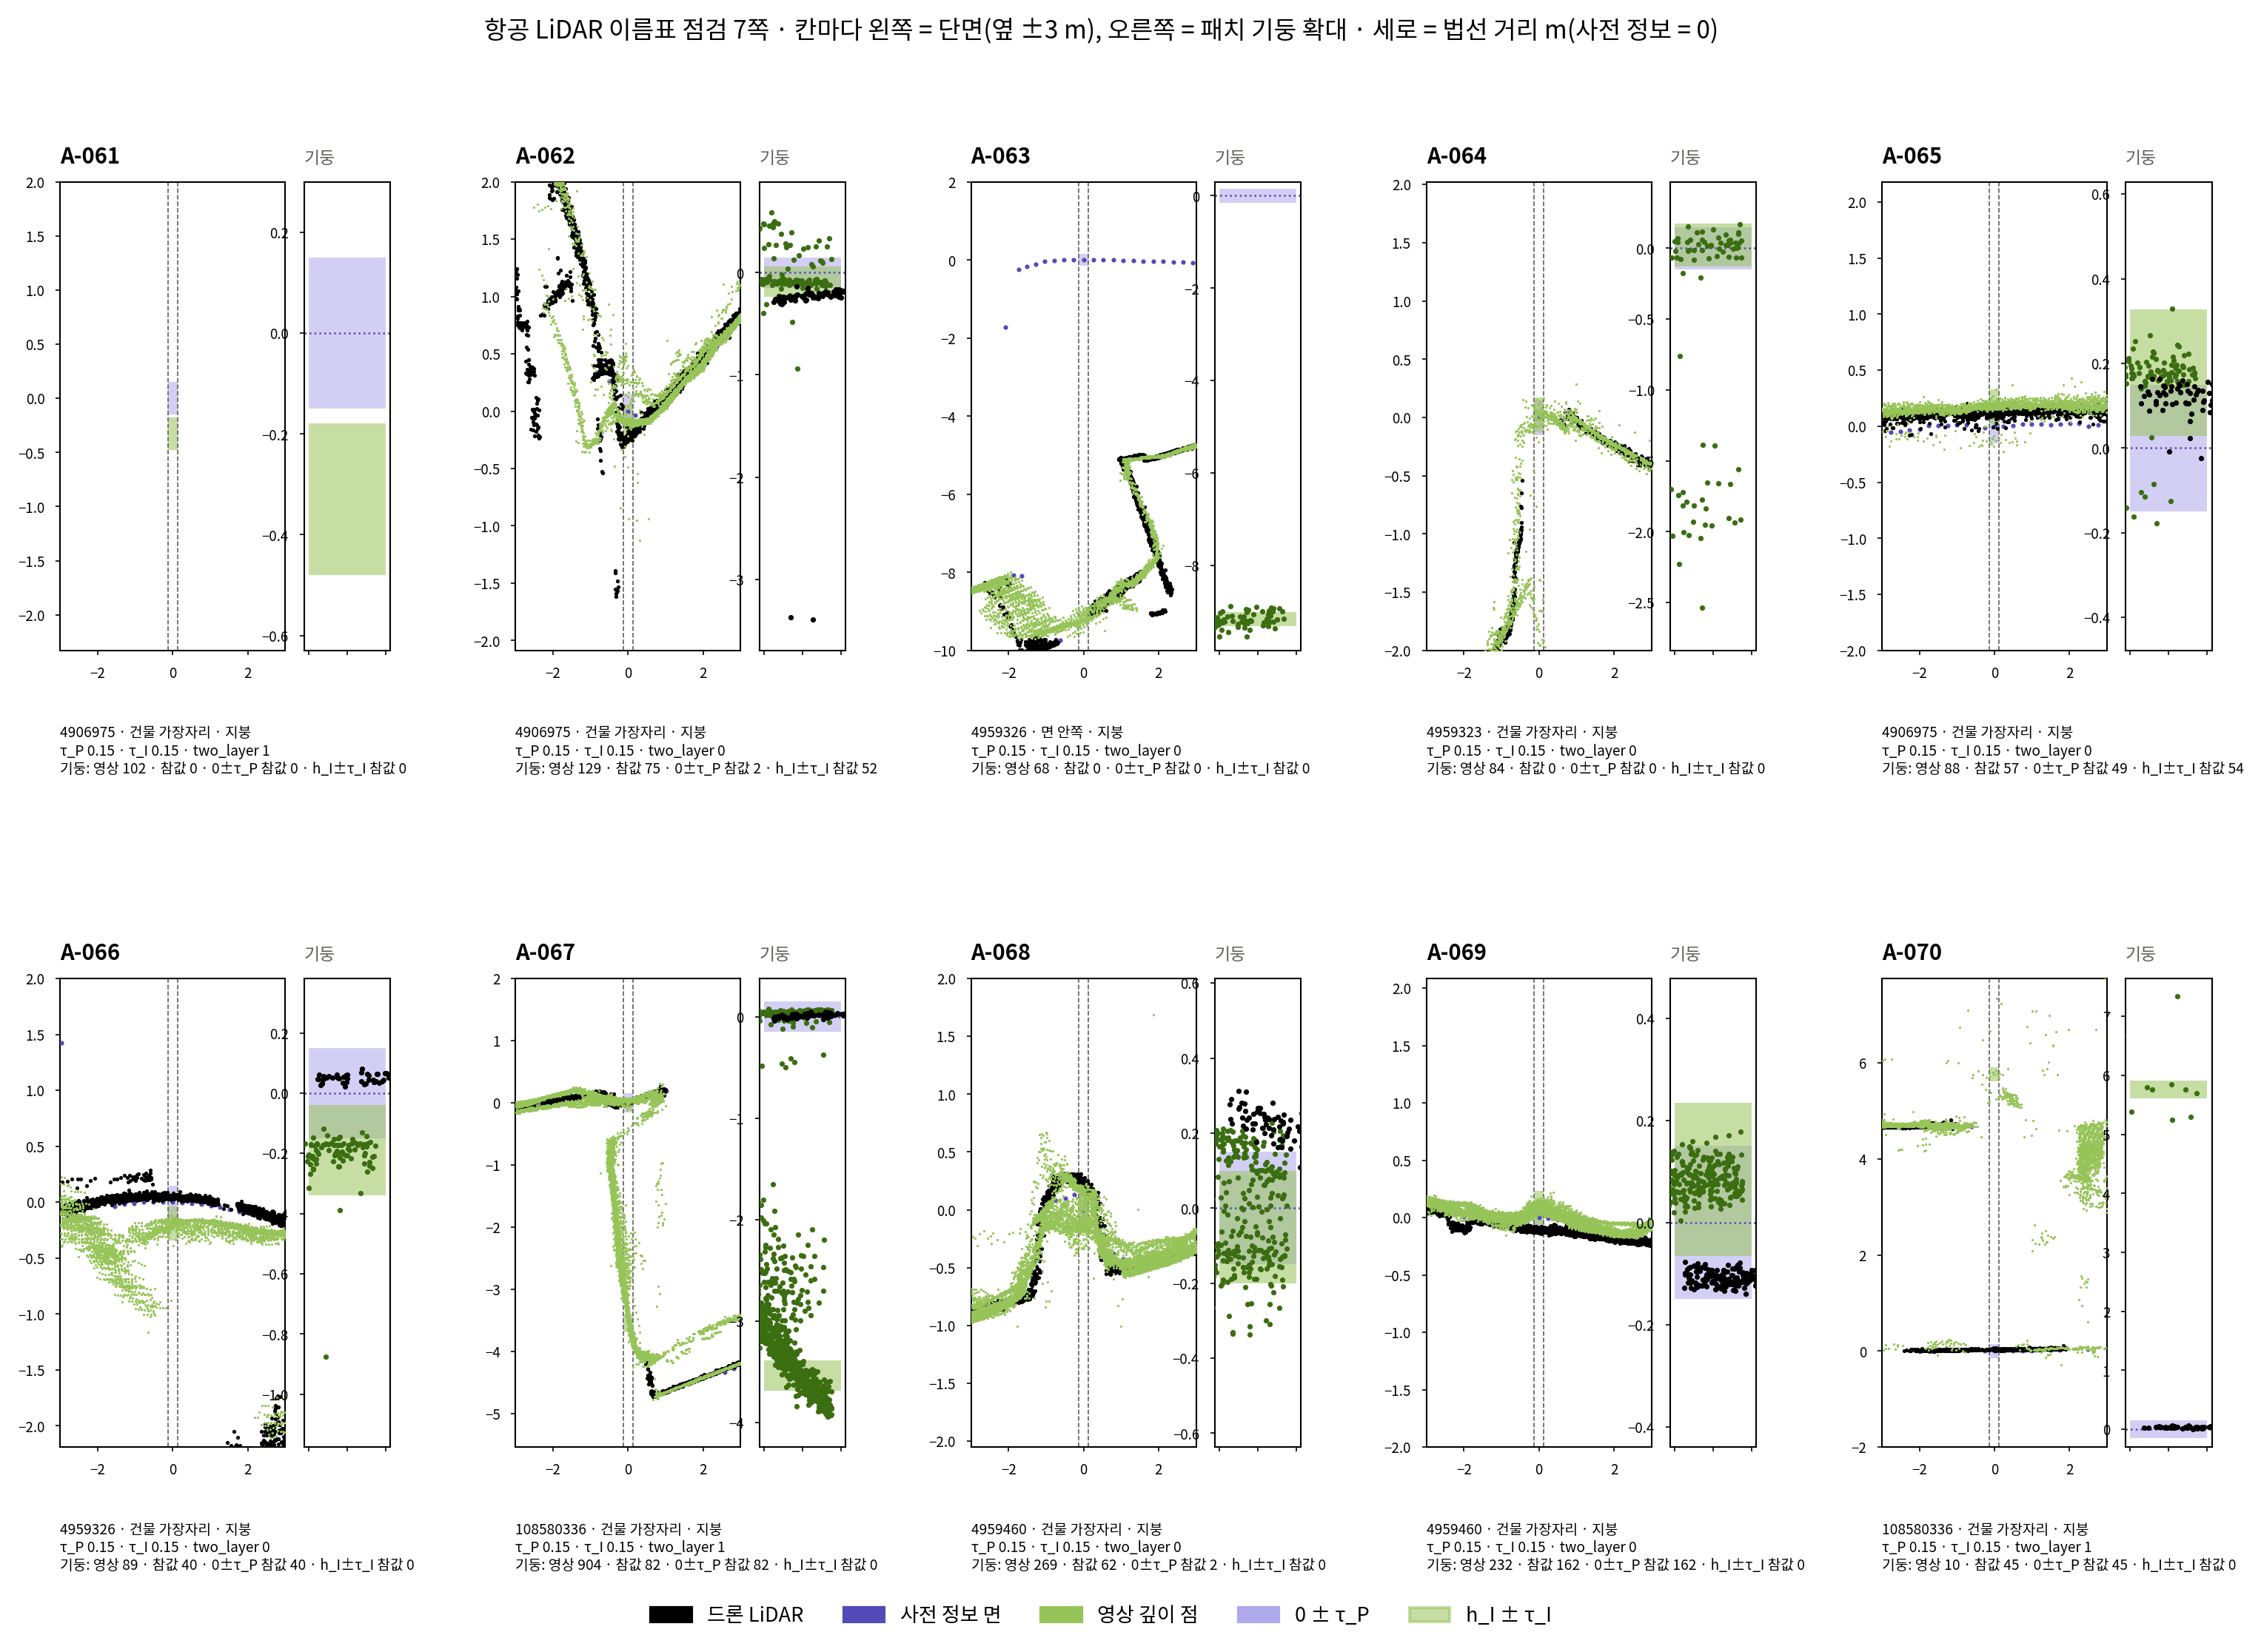 항공 LiDAR 이름표 점검 7쪽 · 칸마다 왼쪽 = 단면(옆 ±3 m), 오른쪽 = 패치 기둥 확대 · 세로 = 법선 거리 m(사전 정보 = 0)
A-061 기둥 A-062 기둥 A-063 기둥 A-064 기둥 A-065 기둥
4906975 · 건물 가장자리 · 지붕
τ_P 0.15 · τ_I 0.15 · two_layer 1
기둥: 영상 102 · 참값 0 · 0±τ_P 참값 0 · h_I±τ_I 참값 0
4906975 · 건물 가장자리 · 지붕
τ_P 0.15 · τ_I 0.15 · two_layer 0
기둥: 영상 129 · 참값 75 · 0±τ_P 참값 2 · h_I±τ_I 참값 52
4959326 · 면 안쪽 · 지붕
τ_P 0.15 · τ_I 0.15 · two_layer 0
기둥: 영상 68 · 참값 0 · 0±τ_P 참값 0 · h_I±τ_I 참값 0
4959323 · 건물 가장자리 · 지붕
τ_P 0.15 · τ_I 0.15 · two_layer 0
기둥: 영상 84 · 참값 0 · 0±τ_P 참값 0 · h_I±τ_I 참값 0
4906975 · 건물 가장자리 · 지붕
τ_P 0.15 · τ_I 0.15 · two_layer 0
기둥: 영상 88 · 참값 57 · 0±τ_P 참값 49 · h_I±τ_I 참값 54
A-066 기둥 A-067 기둥 A-068 기둥 A-069 기둥 A-070 기둥
4959326 · 건물 가장자리 · 지붕
τ_P 0.15 · τ_I 0.15 · two_layer 0
기둥: 영상 89 · 참값 40 · 0±τ_P 참값 40 · h_I±τ_I 참값 0
108580336 · 건물 가장자리 · 지붕
τ_P 0.15 · τ_I 0.15 · two_layer 1
기둥: 영상 904 · 참값 82 · 0±τ_P 참값 82 · h_I±τ_I 참값 0
4959460 · 건물 가장자리 · 지붕
τ_P 0.15 · τ_I 0.15 · two_layer 0
기둥: 영상 269 · 참값 62 · 0±τ_P 참값 2 · h_I±τ_I 참값 0
4959460 · 건물 가장자리 · 지붕
τ_P 0.15 · τ_I 0.15 · two_layer 0
기둥: 영상 232 · 참값 162 · 0±τ_P 참값 162 · h_I±τ_I 참값 0
108580336 · 건물 가장자리 · 지붕
τ_P 0.15 · τ_I 0.15 · two_layer 1
기둥: 영상 10 · 참값 45 · 0±τ_P 참값 45 · h_I±τ_I 참값 0
드론 LiDAR 사전 정보 면 영상 깊이 점 0 ± τ_P h_I ± τ_I